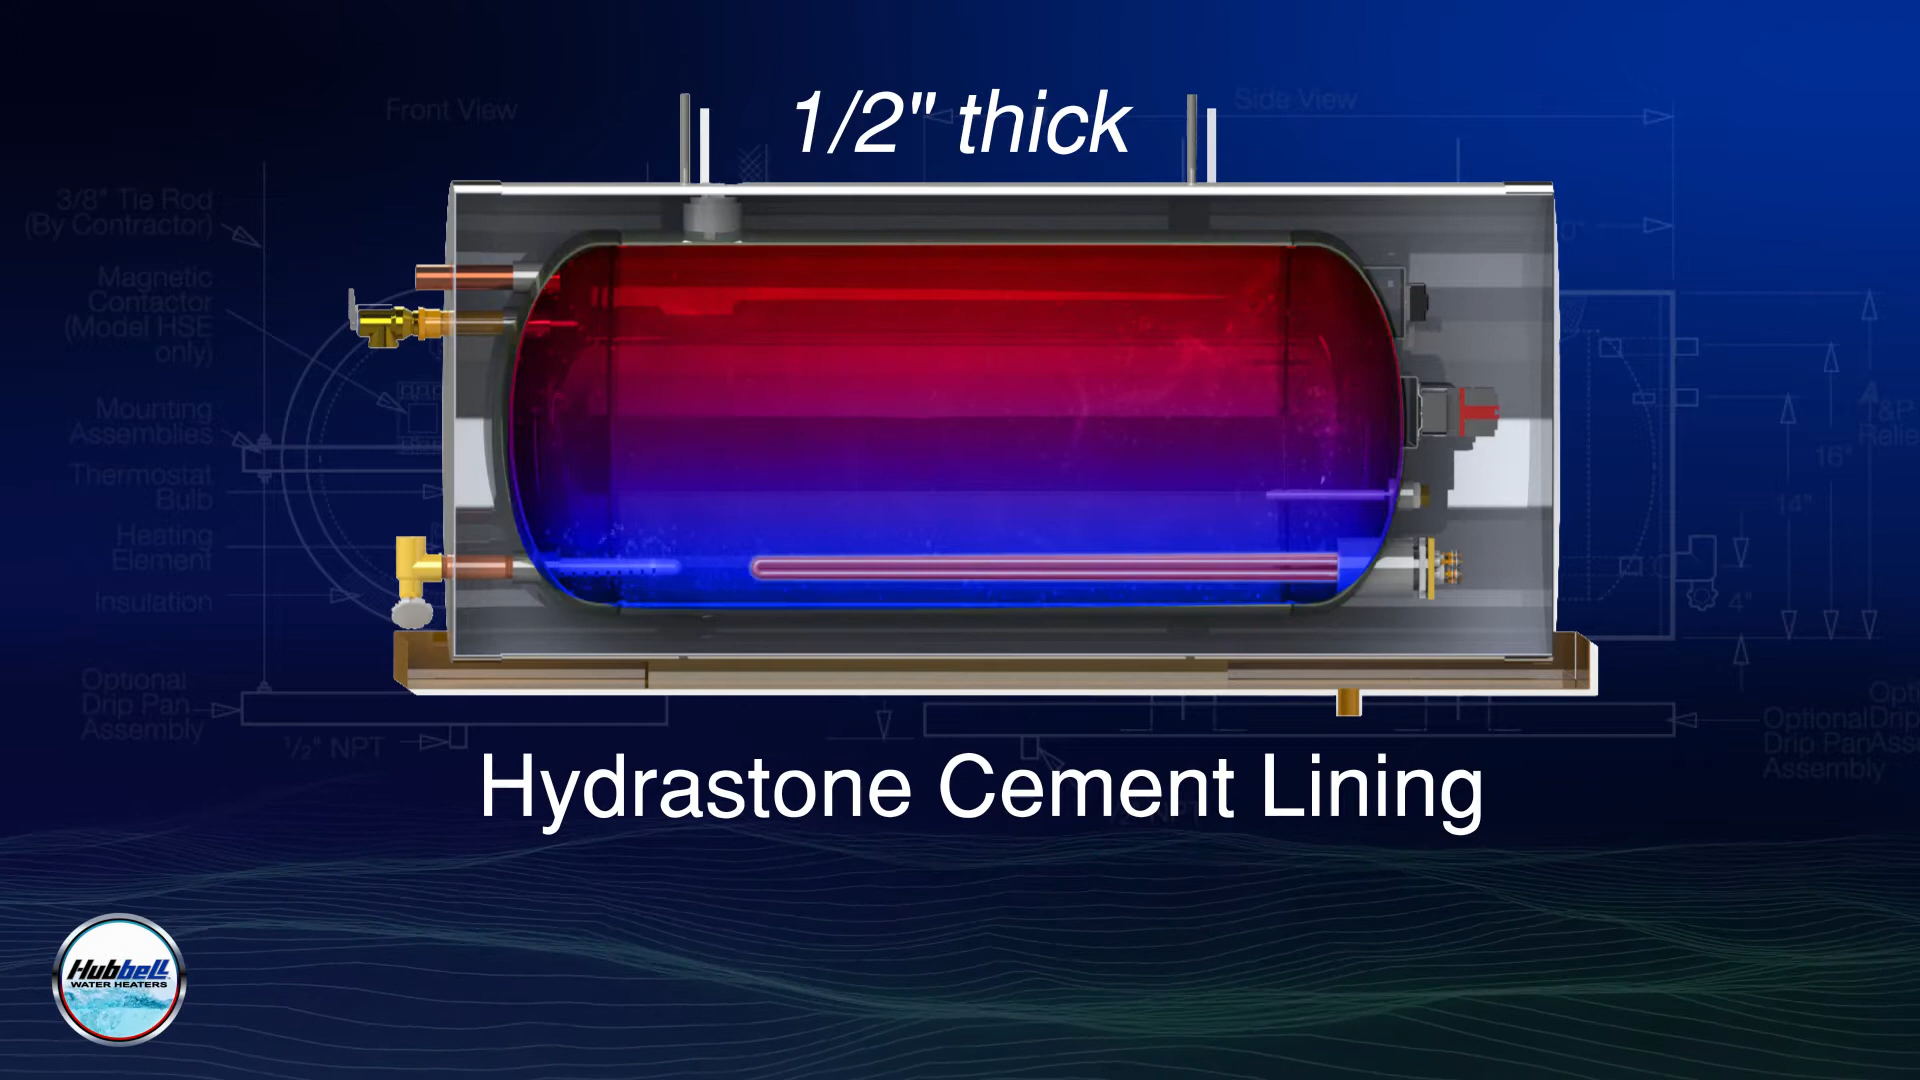 1/2" thick
Front View
Side View
3/8" Tie Rod
(By Contractor)
Magnetic
Contactor
(Model HSE
only)
Mounting
Assemblies
Thermostat
Bulb
Heating
Element
Insulation
Optional
Drip Pan
Assembly
½" NPT
T&P
Relie
16"
14"
4"
Optional
Drip Pan
Assembly
Hydrastone Cement Lining
Hubbell
WATER HEATERS